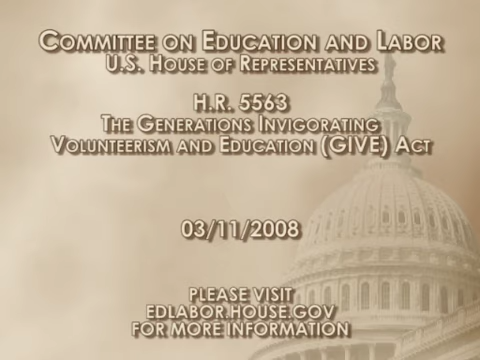 Committee on Education and Labor
U.S. House of Representatives
H.R. 5563
The Generations Invigorating
Volunteerism and Education (GIVE) Act
03/11/2008
Please visit
edlabor.house.gov
for more information